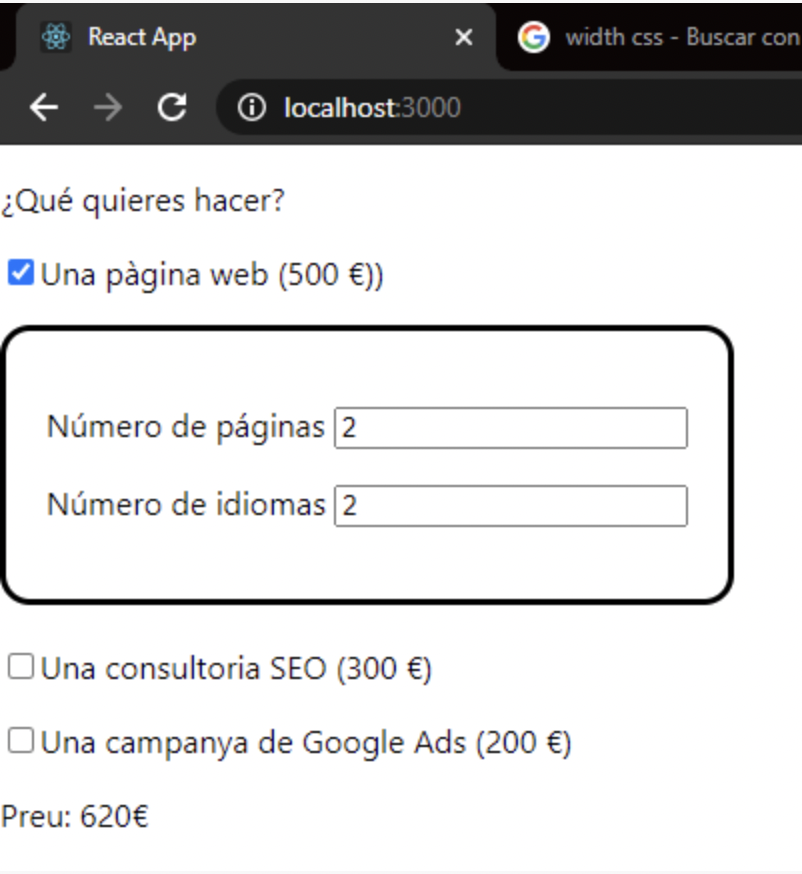 React App
width css - Buscar con
localhost:3000
¿Qué quieres hacer?
Una pàgina web (500 €))
Número de páginas 2
Número de idiomas 2
Una consultoria SEO (300 €)
Una campanya de Google Ads (200 €)
Preu: 620€